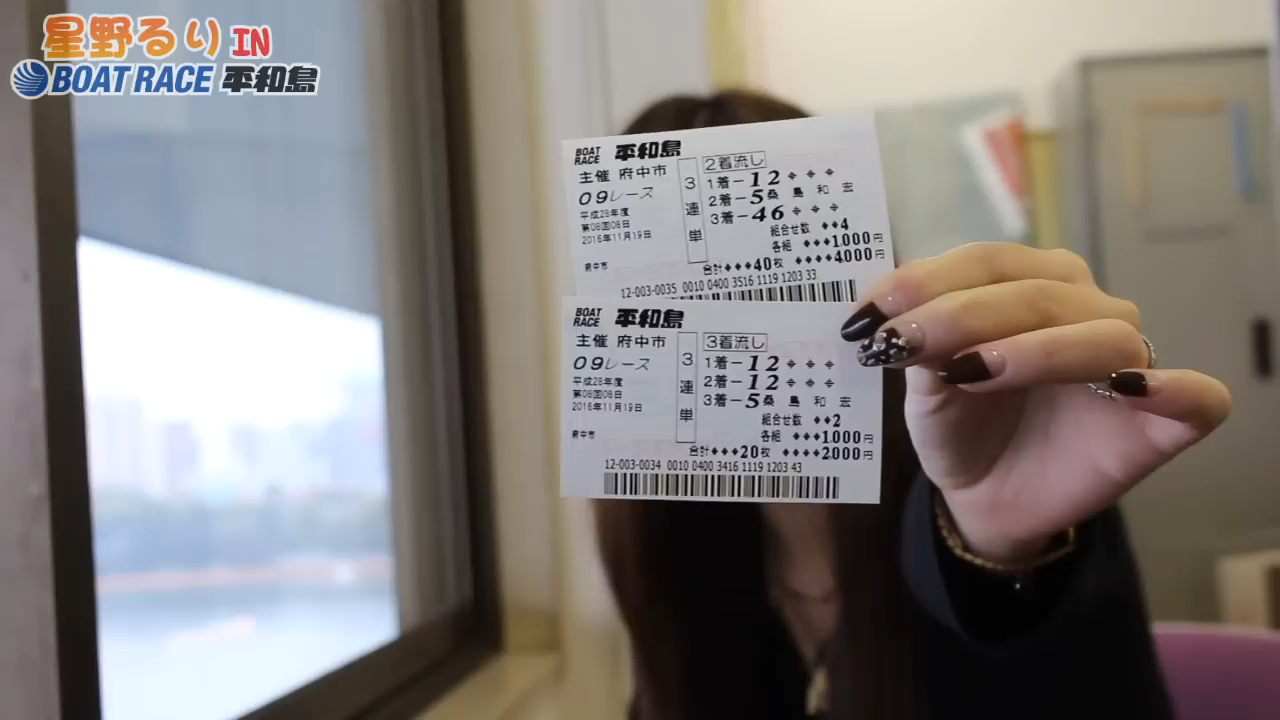 星野るり IN
BOAT RACE 平和島
BOAT RACE 平和島
主催 府中市
09レース
平成28年度
第08回08日
2016年11月19日
府中市
3連単
2着流し
1着－12◆◆◆
2着－5桑島和宏
3着－46◆◆◆
組合せ数 ◆◆4
各組 ◆◆◆1000円
合計◆◆◆40枚 ◆◆◆◆4000円
12-003-0035 0010 0400 3516 1119 1203 33
BOAT RACE 平和島
主催 府中市
09レース
平成28年度
第08回08日
2016年11月19日
府中市
3連単
3着流し
1着－12◆◆◆
2着－12◆◆◆
3着－5桑島和宏
組合せ数 ◆◆2
各組 ◆◆◆1000円
合計◆◆◆20枚 ◆◆◆◆2000円
12-003-0034 0010 0400 3416 1119 1203 43